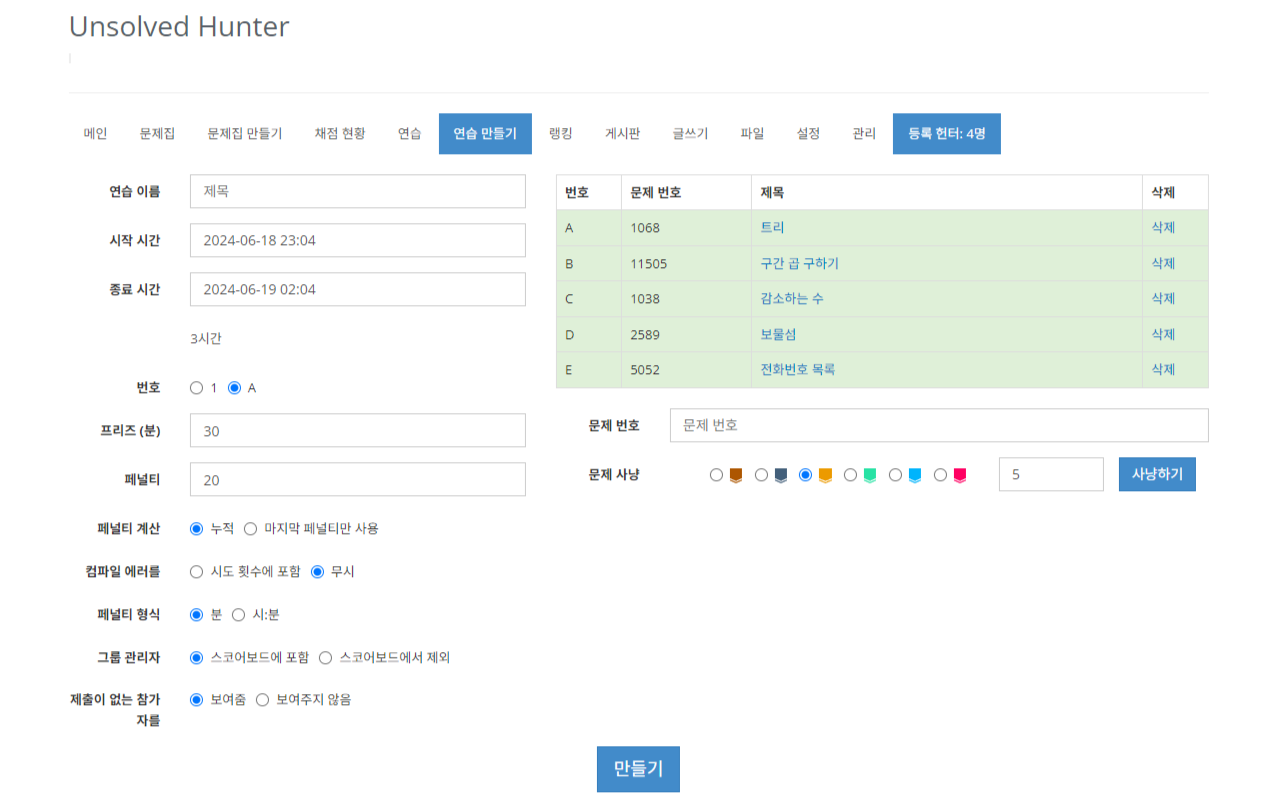 Unsolved Hunter
메인 문제집 문제집 만들기 채점 현황 연습 연습 만들기 랭킹 게시판 글쓰기 파일 설정 관리 등록 헌터: 4명
연습 이름 제목
시작 시간 2024-06-18 23:04
종료 시간 2024-06-19 02:04
3시간
번호 1 A
프리즈 (분) 30
페널티 20
페널티 계산 누적 마지막 페널티만 사용
컴파일 에러를 시도 횟수에 포함 무시
페널티 형식 분 시:분
그룹 관리자 스코어보드에 포함 스코어보드에서 제외
제출이 없는 참가
자를 보여줌 보여주지 않음
번호 문제 번호 제목 삭제
A 1068 트리 삭제
B 11505 구간 곱 구하기 삭제
C 1038 감소하는 수 삭제
D 2589 보물섬 삭제
E 5052 전화번호 목록 삭제
문제 번호 문제 번호
문제 사냥 5 사냥하기
만들기